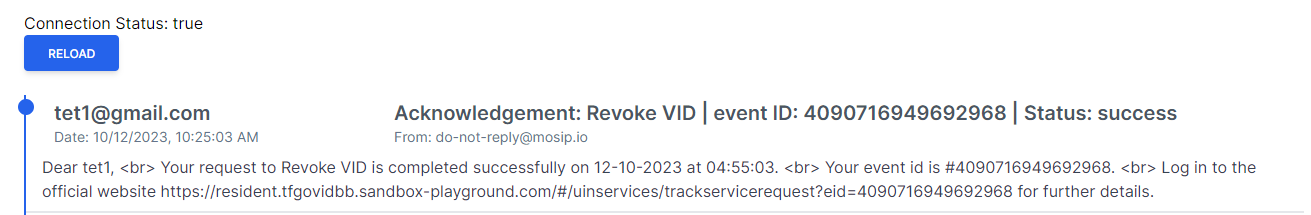 Connection Status: true
RELOAD
tet1@gmail.com
Acknowledgement: Revoke VID | event ID: 4090716949692968 | Status: success
Date: 10/12/2023, 10:25:03 AM
From: do-not-reply@mosip.io
Dear tet1, <br> Your request to Revoke VID is completed successfully on 12-10-2023 at 04:55:03. <br> Your event id is #4090716949692968. <br> Log in to the
official website https://resident.tfgovidbb.sandbox-playground.com/#/uinservices/trackservicerequest?eid=4090716949692968 for further details.